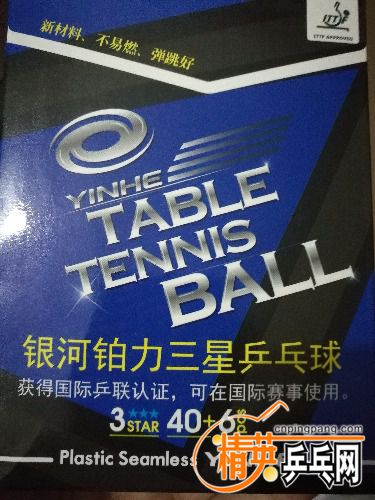 新材料、不易燃、弹跳好
ITTF APPROVED
YINHE
TABLE
TENNIS
BALL
银河铂力三星乒乓球
获得国际乒联认证，可在国际赛事使用。
3 STAR 40+ 6 pcs
Plastic Seamless
cnpingpang.com
精英乒乓网